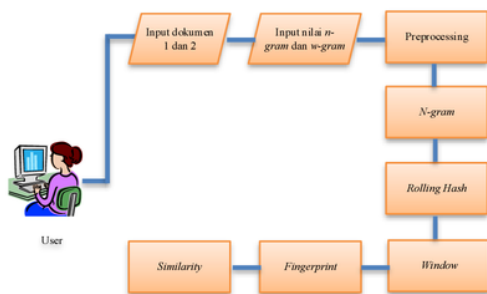 Input dokumen
1 dan 2
Input nilai n-
gram dan w-gram
Preprocessing
N-gram
Rolling Hash
User
Similarity
Fingerprint
Window